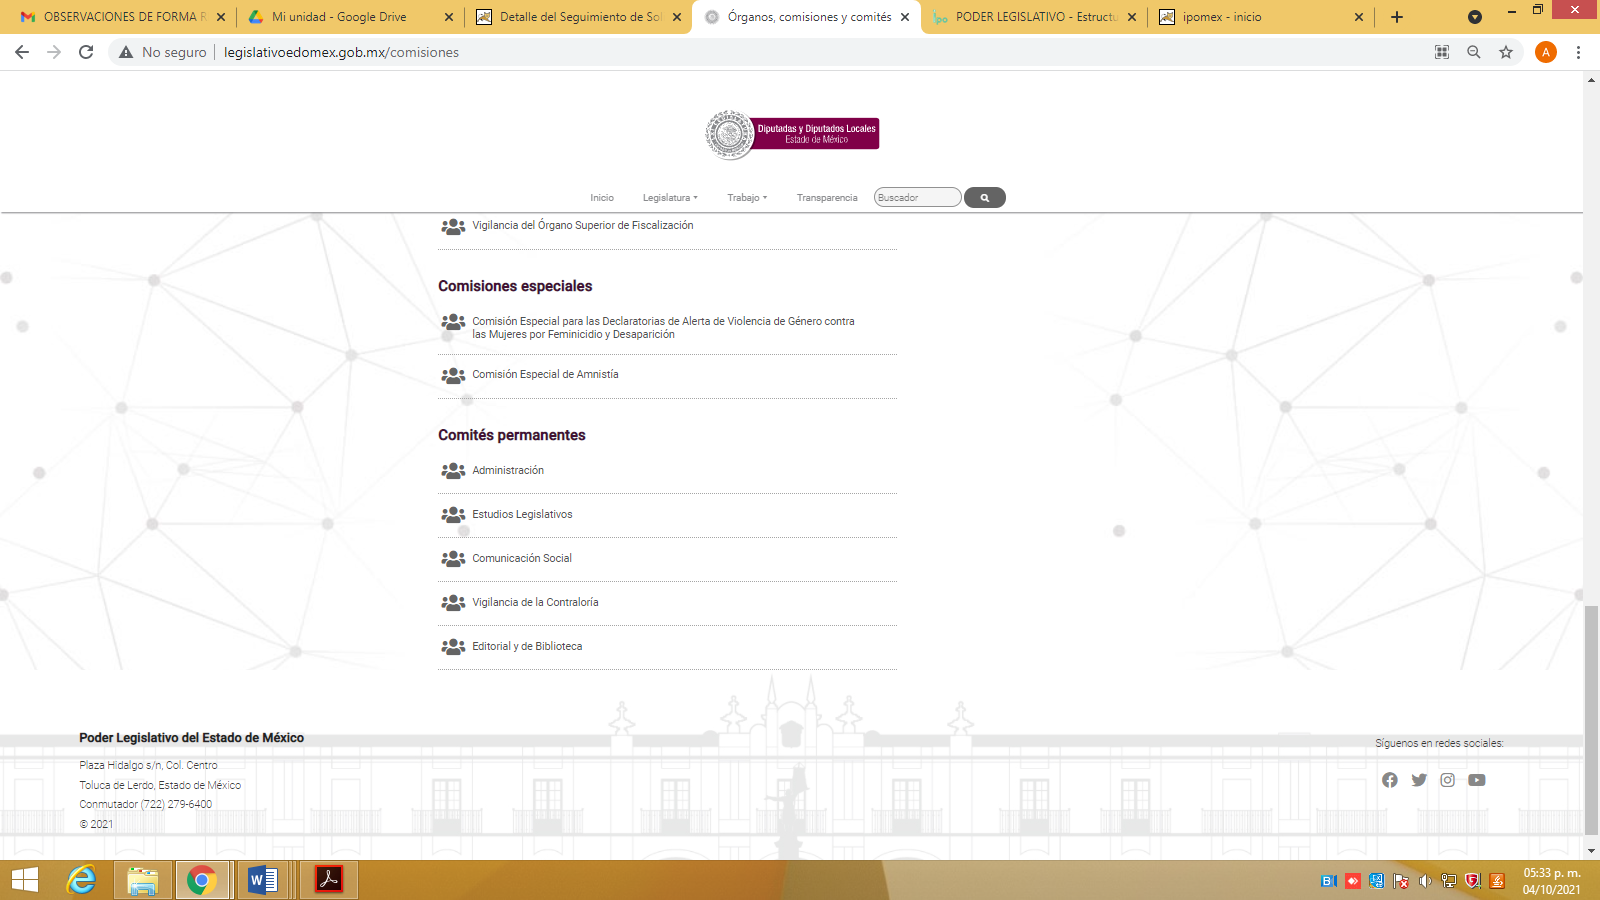 OBSERVACIONES DE FORMA R
Mi unidad - Google Drive
Detalle del Seguimiento de Sol
Órganos, comisiones y comités
PODER LEGISLATIVO - Estructu
ipomex - inicio
No seguro
legislativoedomex.gob.mx/comisiones
A
Diputadas y Diputados Locales
Estado de México
Inicio
Legislatura
Trabajo
Transparencia
Buscador
Vigilancia del Órgano Superior de Fiscalización
Comisiones especiales
Comisión Especial para las Declaratorias de Alerta de Violencia de Género contra
las Mujeres por Feminicidio y Desaparición
Comisión Especial de Amnistía
Comités permanentes
Administración
Estudios Legislativos
Comunicación Social
Vigilancia de la Contraloría
Editorial y de Biblioteca
Poder Legislativo del Estado de México
Plaza Hidalgo s/n, Col. Centro
Toluca de Lerdo, Estado de México
Conmutador (722) 279-6400
© 2021
Síguenos en redes sociales:
05:33 p. m.
04/10/2021